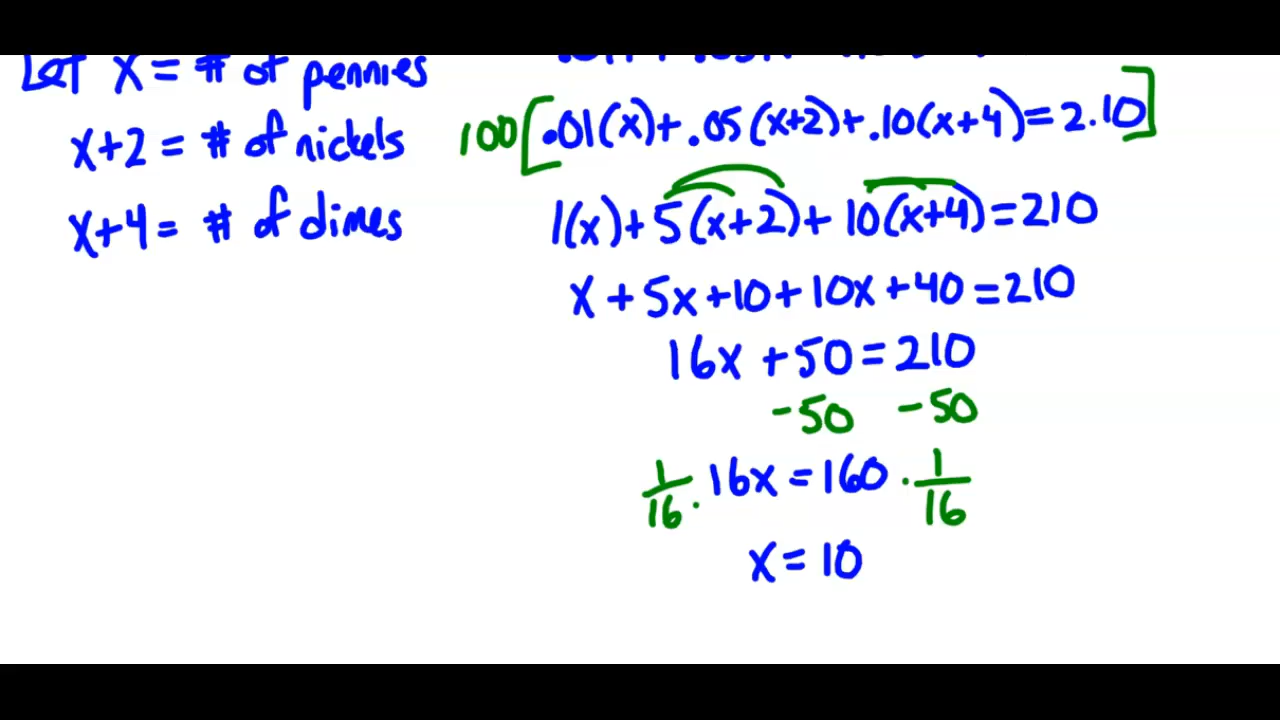 Let x = # of pennies
x+2 = # of nickels
x+4 = # of dimes
100[.01(x)+.05(x+2)+.10(x+4)=2.10]
1(x)+5(x+2)+10(x+4)=210
x+5x+10+10x+40=210
16x+50=210
-50 -50
1/16 · 16x=160 · 1/16
x=10